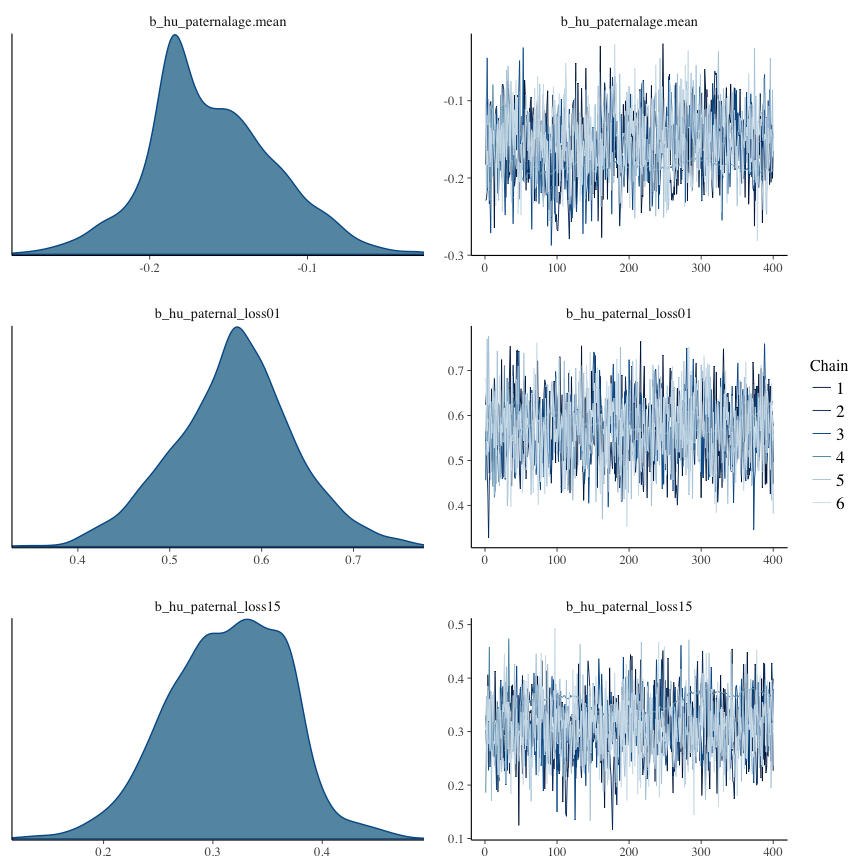 b_hu_paternalage.mean
b_hu_paternalage.mean
-0.1
-0.2
-0.3
-0.2 -0.1
0 100 200 300 400
b_hu_paternal_loss01
b_hu_paternal_loss01
0.7
0.6
0.5
0.4
0.4 0.5 0.6 0.7
0 100 200 300 400
Chain
1
2
3
4
5
6
b_hu_paternal_loss15
b_hu_paternal_loss15
0.5
0.4
0.3
0.2
0.1
0.2 0.3 0.4
0 100 200 300 400